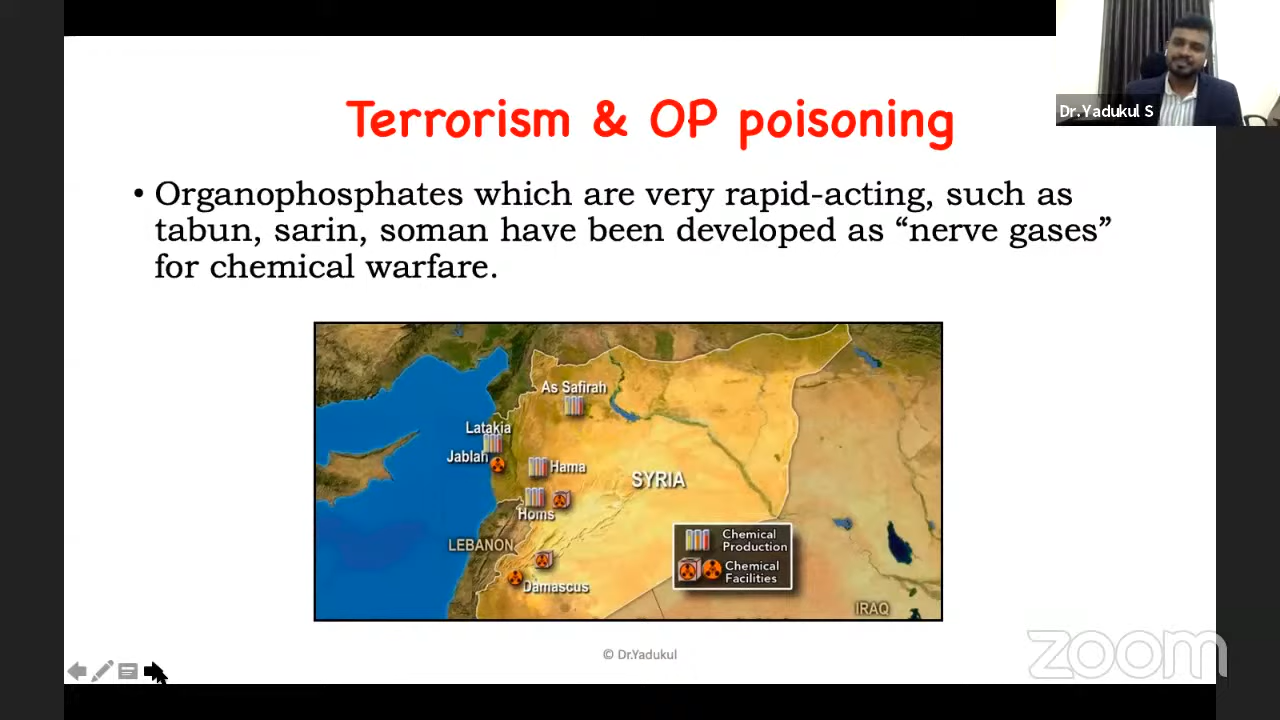 Dr.Yadukul S
Terrorism & OP poisoning
• Organophosphates which are very rapid-acting, such as
tabun, sarin, soman have been developed as “nerve gases”
for chemical warfare.
As Safirah
Latakia
Jablah
Hama
SYRIA
Homs
LEBANON
Chemical
Production
Chemical
Facilities
Damascus
IRAQ
© Dr.Yadukul
zoom